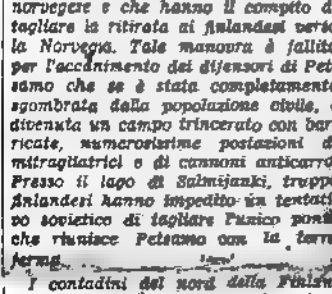 norvegese e che hanno il compito di
tagliare la ritirata ai finlandesi verso
la Norvegia. Tale manovra è fallita
per l'accanimento dei difensori di Pet-
samo che se è stata completamente
sgombrata dalla popolazione civile, è
divenuta un campo trincerato con bar-
ricate, numerosissime postazioni di
mitragliatrici e di cannoni anticarro.
Presso il lago di Salmijanki, truppe
finlandesi hanno impedito un tentati-
vo sovietico di tagliare l'unico ponte
che riunisce Petsamo con la terra
ferma.
I contadini del nord della